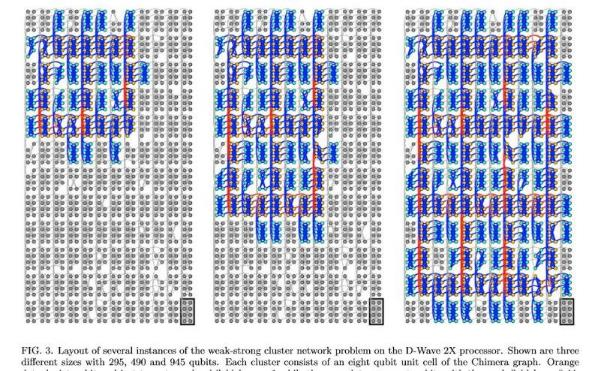 FIG. 3. Layout of several instances of the weak-strong cluster network problem on the D-Wave 2X processor. Shown are three
different sizes with 295, 490 and 945 qubits. Each cluster consists of an eight qubit unit cell of the Chimera graph. Orange